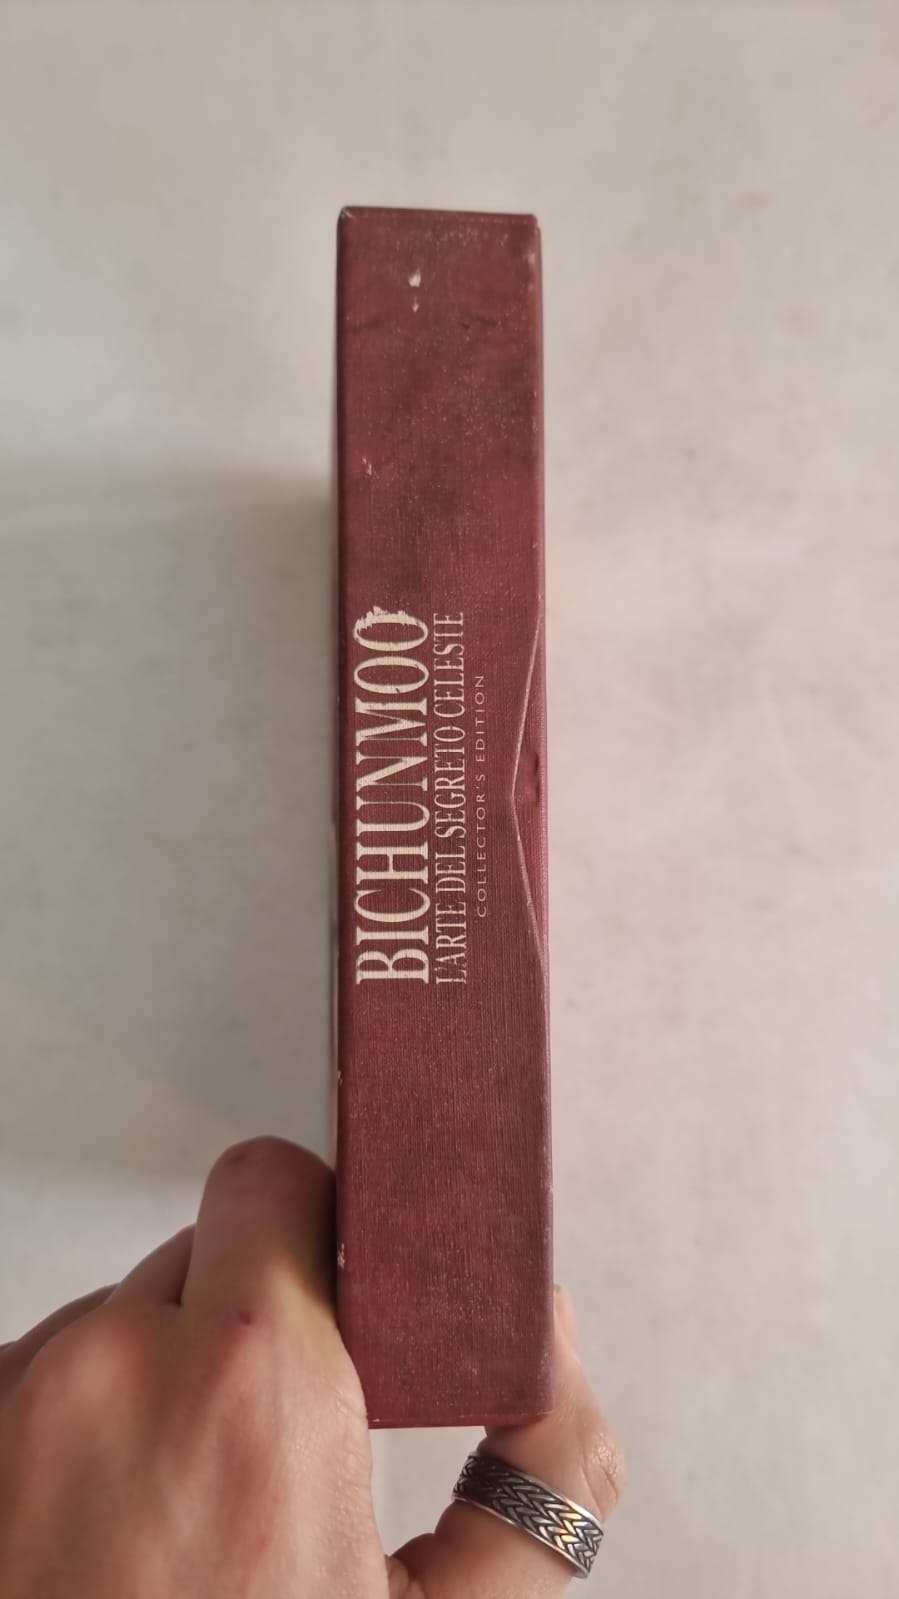 BICHUNMOO
L'ARTE DEL SEGRETO CELESTE
COLLECTOR'S EDITION